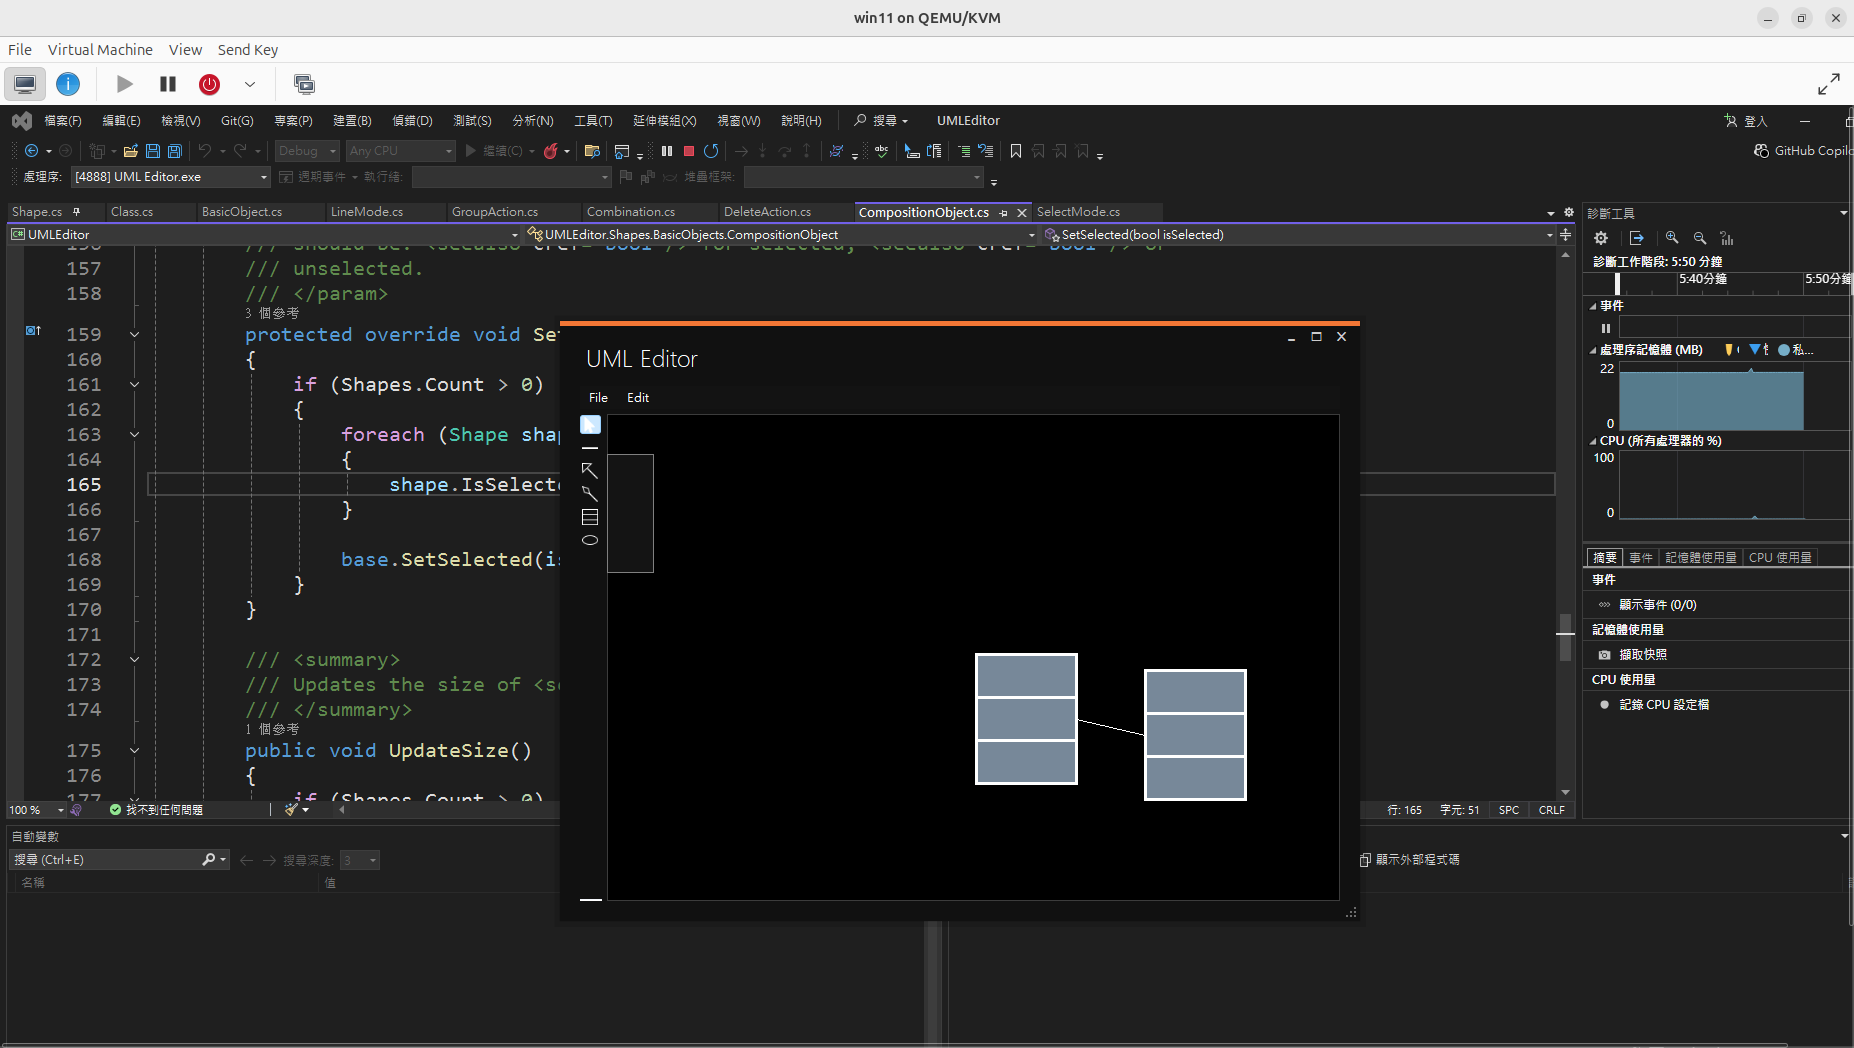 win11 on QEMU/KVM
File Virtual Machine View Send Key
檔案(F) 編輯(E) 檢視(V) Git(G) 專案(P) 建置(B) 偵錯(D) 測試(S) 分析(N) 工具(T) 延伸模組(X) 視窗(W) 說明(H) 搜尋 UMLEditor 登入
Debug Any CPU 繼續(C) GitHub Copilo
處理序: [4888] UML Editor.exe 週期事件 執行緒: 堆疊框架:
Shape.cs Class.cs BasicObject.cs LineMode.cs GroupAction.cs Combination.cs DeleteAction.cs CompositionObject.cs SelectMode.cs
UMLEditor UMLEditor.Shapes.BasicObjects.CompositionObject SetSelected(bool isSelected)
157 /// unselected.
158 /// </param>
3 個參考
159 protected override void Se
160 {
161 if (Shapes.Count > 0)
162 {
163 foreach (Shape shap
164 {
165 shape.IsSelecte
166 }
167
168 base.SetSelected(is
169 }
170 }
171
172 /// <summary>
173 /// Updates the size of <se
174 /// </summary>
1 個參考
175 public void UpdateSize()
176 {
177 if (Shapes.Count > 0)
100 % 找不到任何問題 行: 165 字元: 51 SPC CRLF
UML Editor
File Edit
診斷工具
診斷工作階段: 5:50 分鐘
5:40分鐘 5:50分鐘
事件
處理序記憶體 (MB) 私...
22
0
CPU (所有處理器的 %)
100
0
摘要 事件 記憶體使用量 CPU 使用量
事件
顯示事件 (0/0)
記憶體使用量
擷取快照
CPU 使用量
記錄 CPU 設定檔
自動變數
搜尋 (Ctrl+E) 搜尋深度: 3
名稱 值
顯示外部程式碼